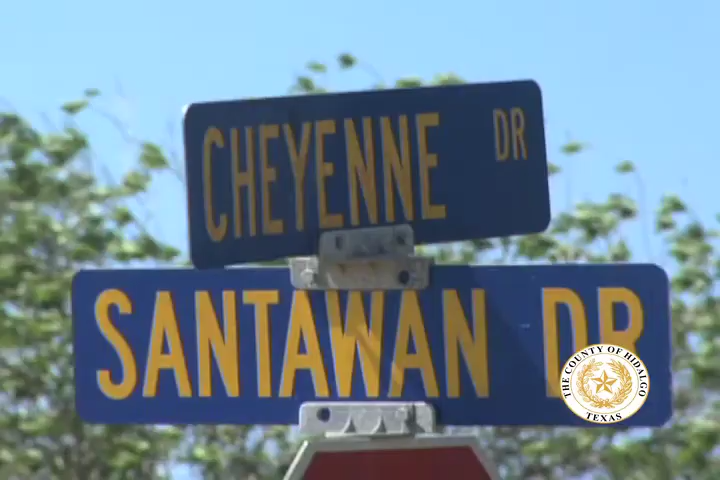 CHEYENNE DR
SANTAWAN DR
THE COUNTY OF HIDALGO
TEXAS